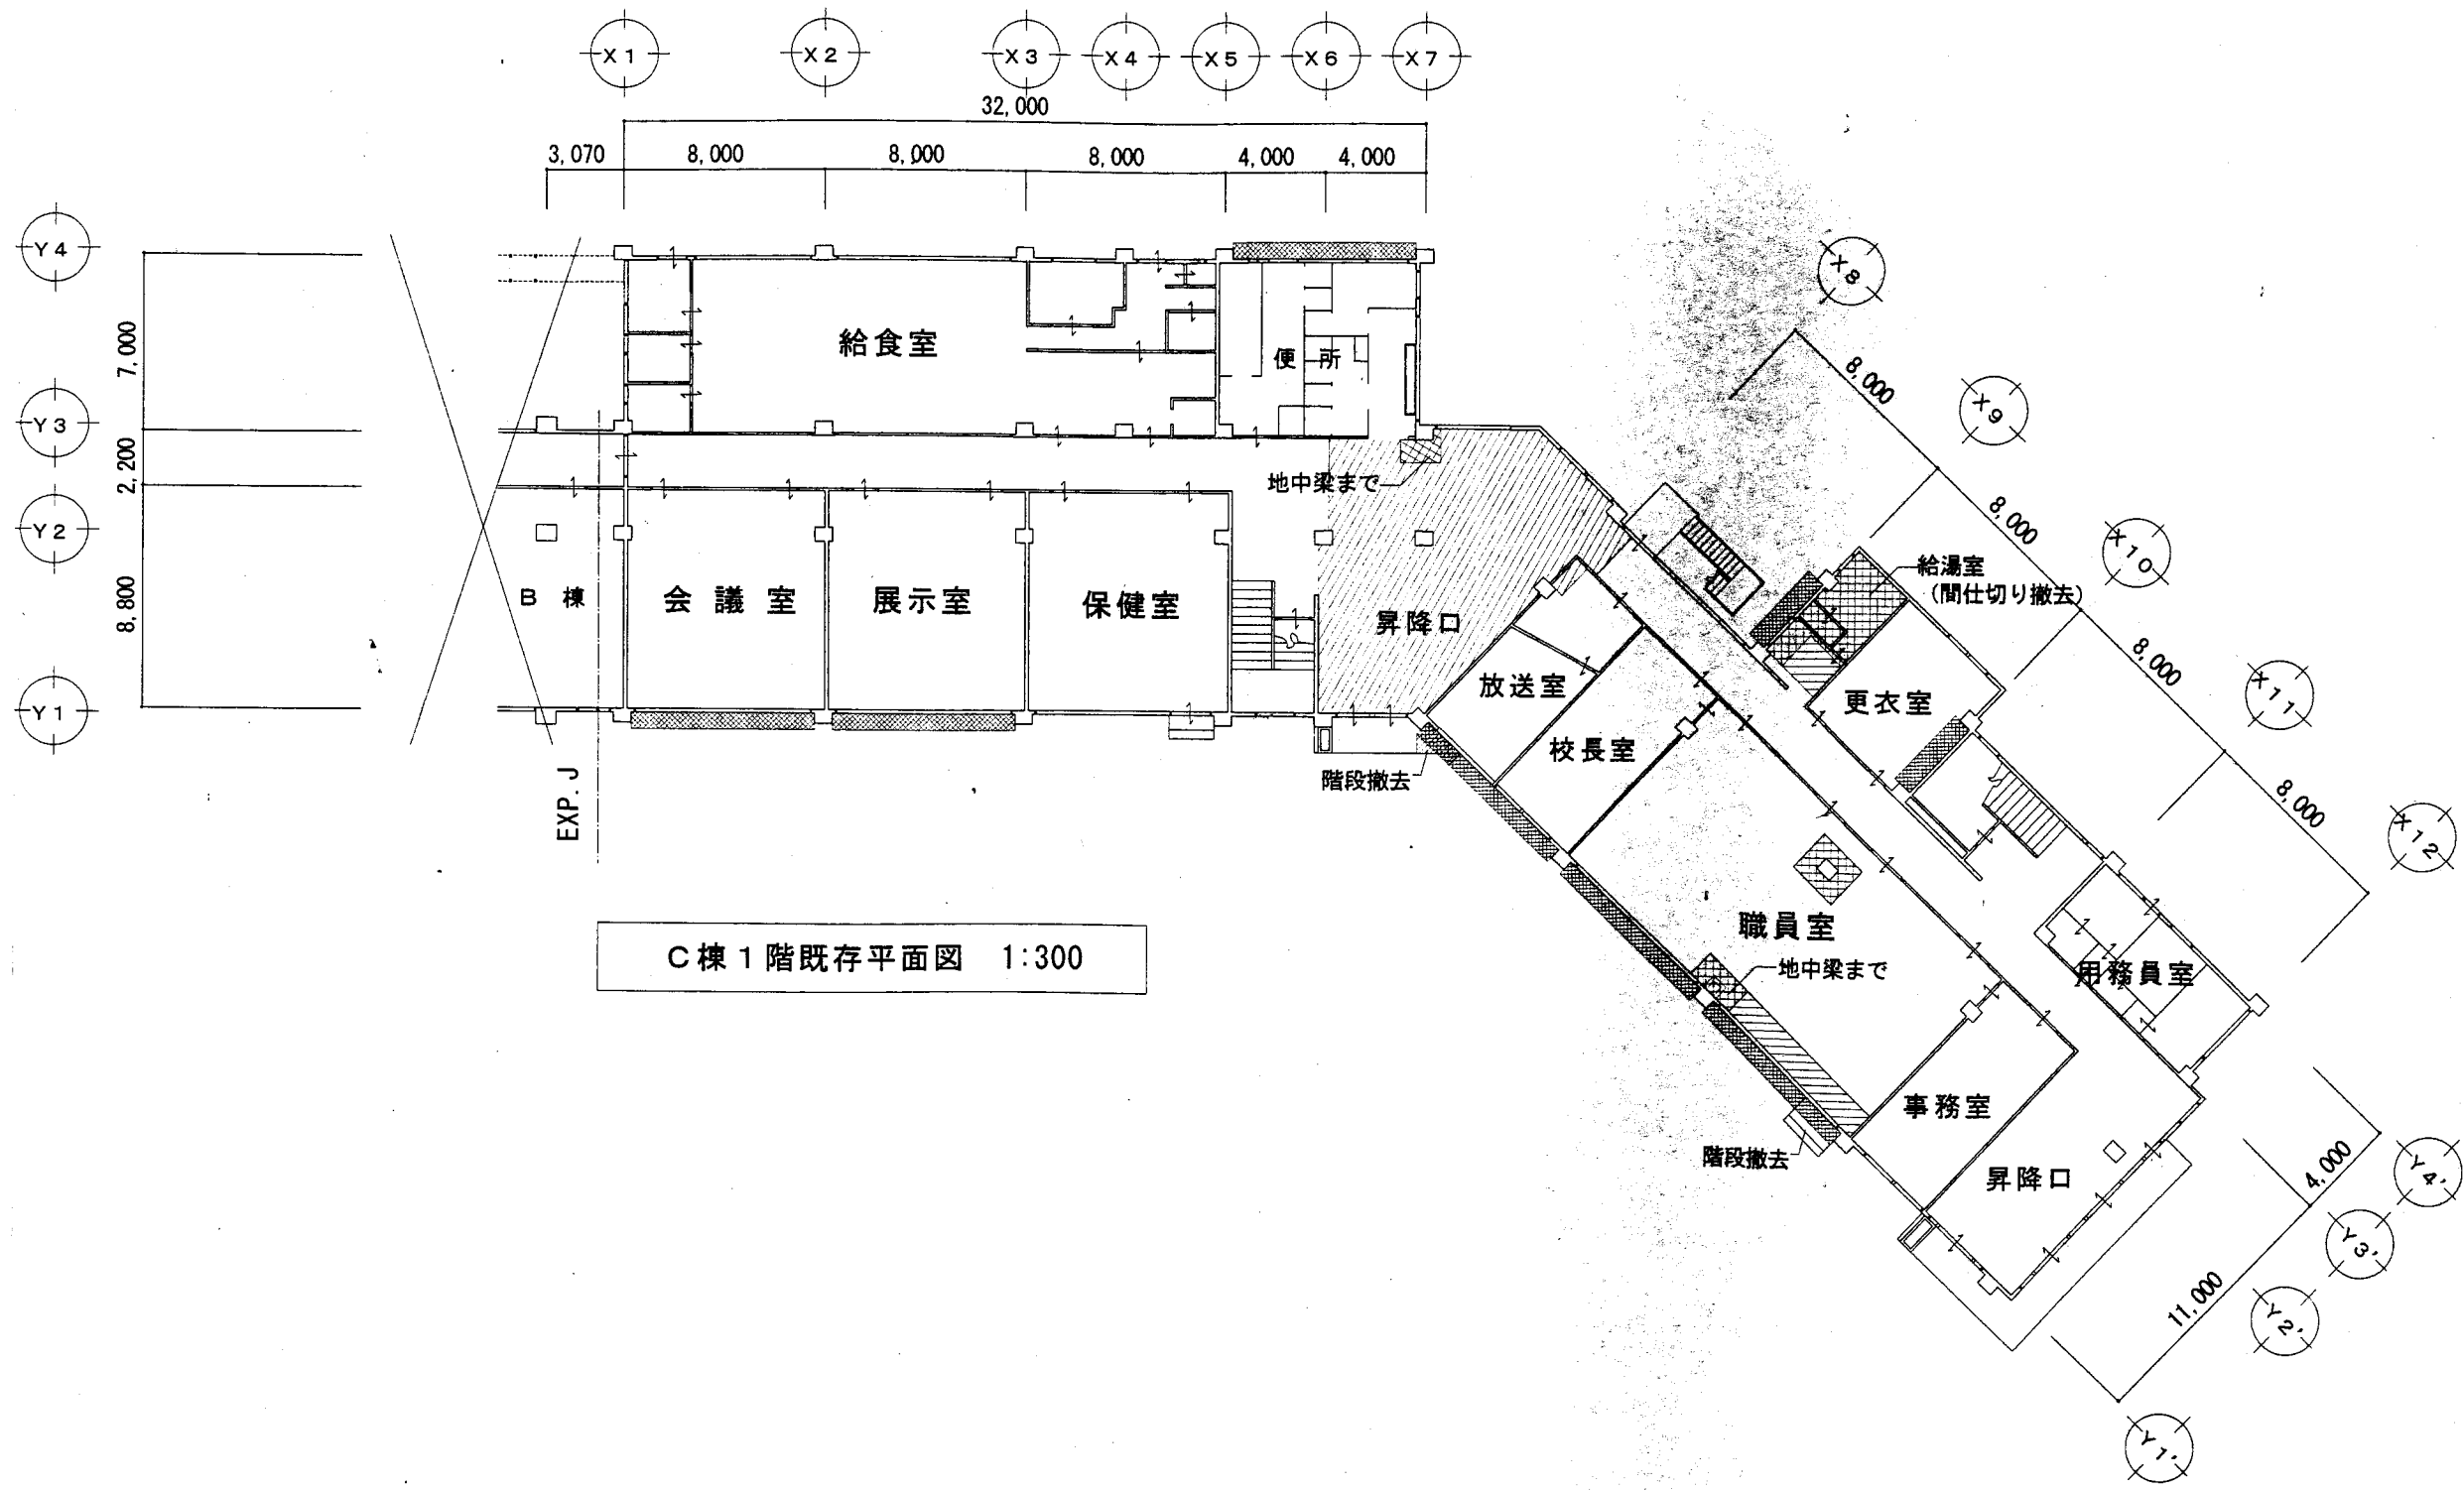 X1
X2
X3
X4
X5
X6
X7
32,000
3,070
8,000
8,000
8,000
4,000
4,000
Y4
Y3
Y2
Y1
7,000
2,200
8,800
X8
X9
X10
X11
X12
8,000
8,000
8,000
8,000
給食室
便所
地中梁まで
B棟
会議室
展示室
保健室
昇降口
給湯室
(間仕切り撤去)
放送室
更衣室
校長室
階段撤去
EXP.J
職員室
地中梁まで
用務員室
事務室
階段撤去
昇降口
C棟1階既存平面図 1:300
4,000
11,000
Y4'
Y3'
Y2'
Y1'